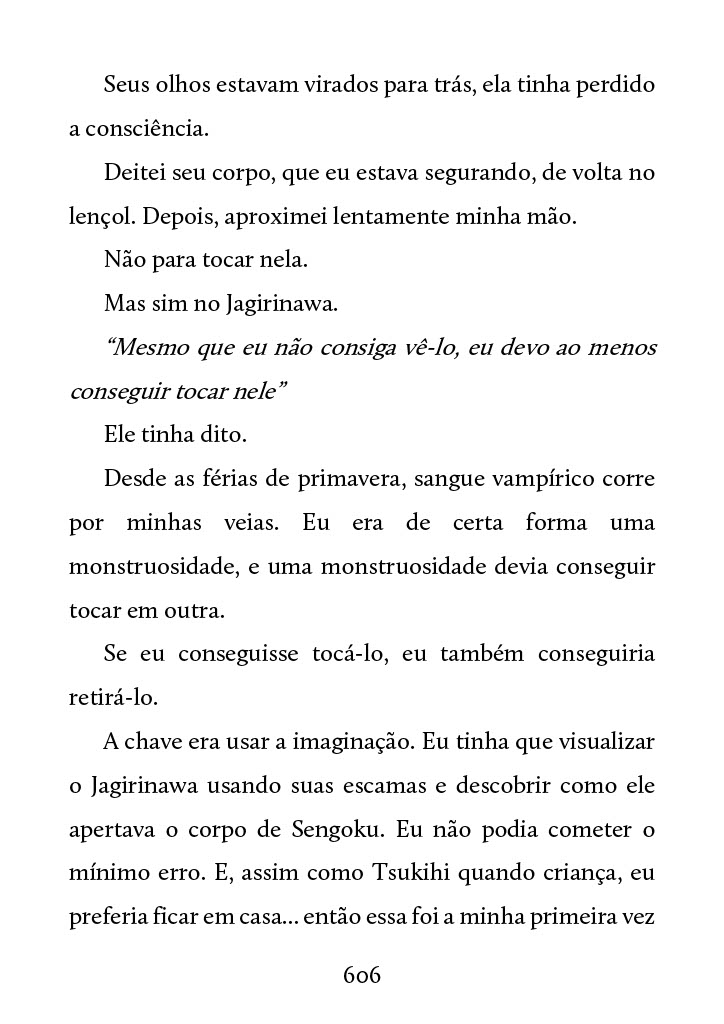 Seus olhos estavam virados para trás, ela tinha perdido
a consciência.
Deitei seu corpo, que eu estava segurando, de volta no
lençol. Depois, aproximei lentamente minha mão.
Não para tocar nela.
Mas sim no Jagirinawa.
“Mesmo que eu não consiga vê-lo, eu devo ao menos
conseguir tocar nele”
Ele tinha dito.
Desde as férias de primavera, sangue vampírico corre
por minhas veias. Eu era de certa forma uma
monstruosidade, e uma monstruosidade devia conseguir
tocar em outra.
Se eu conseguisse tocá-lo, eu também conseguiria
retirá-lo.
A chave era usar a imaginação. Eu tinha que visualizar
o Jagirinawa usando suas escamas e descobrir como ele
apertava o corpo de Sengoku. Eu não podia cometer o
mínimo erro. E, assim como Tsukihi quando criança, eu
preferia ficar em casa... então essa foi a minha primeira vez
606